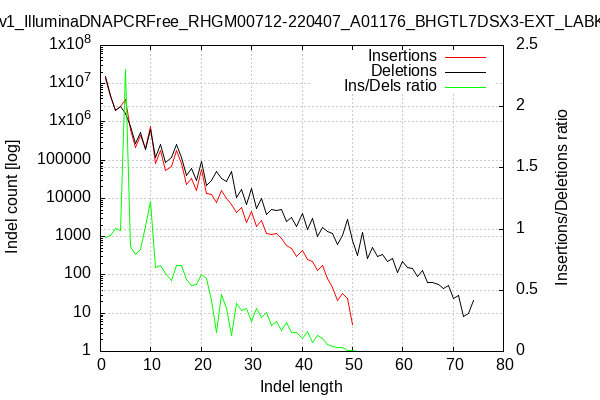 v1_IlluminaDNAPCRFree_RHGM00712-220407_A01176_BHGTL7DSX3-EXT_LABK
Insertions
Deletions
Ins/Dels ratio
1x10^8
1x10^7
1x10^6
100000
10000
1000
100
10
1
2.5
2
1.5
1
0.5
0
0 10 20 30 40 50 60 70 80
Indel count [log]
Insertions/Deletions ratio
Indel length